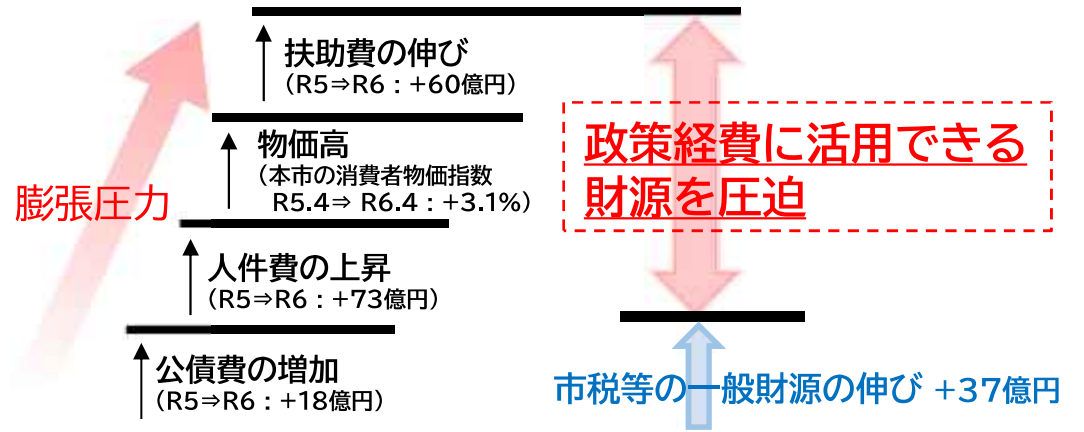 扶助費の伸び
（R5⇒R6：+60億円）
物価高
（本市の消費者物価指数
R5.4⇒ R6.4：+3.1%）
膨張圧力
人件費の上昇
（R5⇒R6：+73億円）
公債費の増加
（R5⇒R6：+18億円）
政策経費に活用できる
財源を圧迫
市税等の一般財源の伸び +37億円